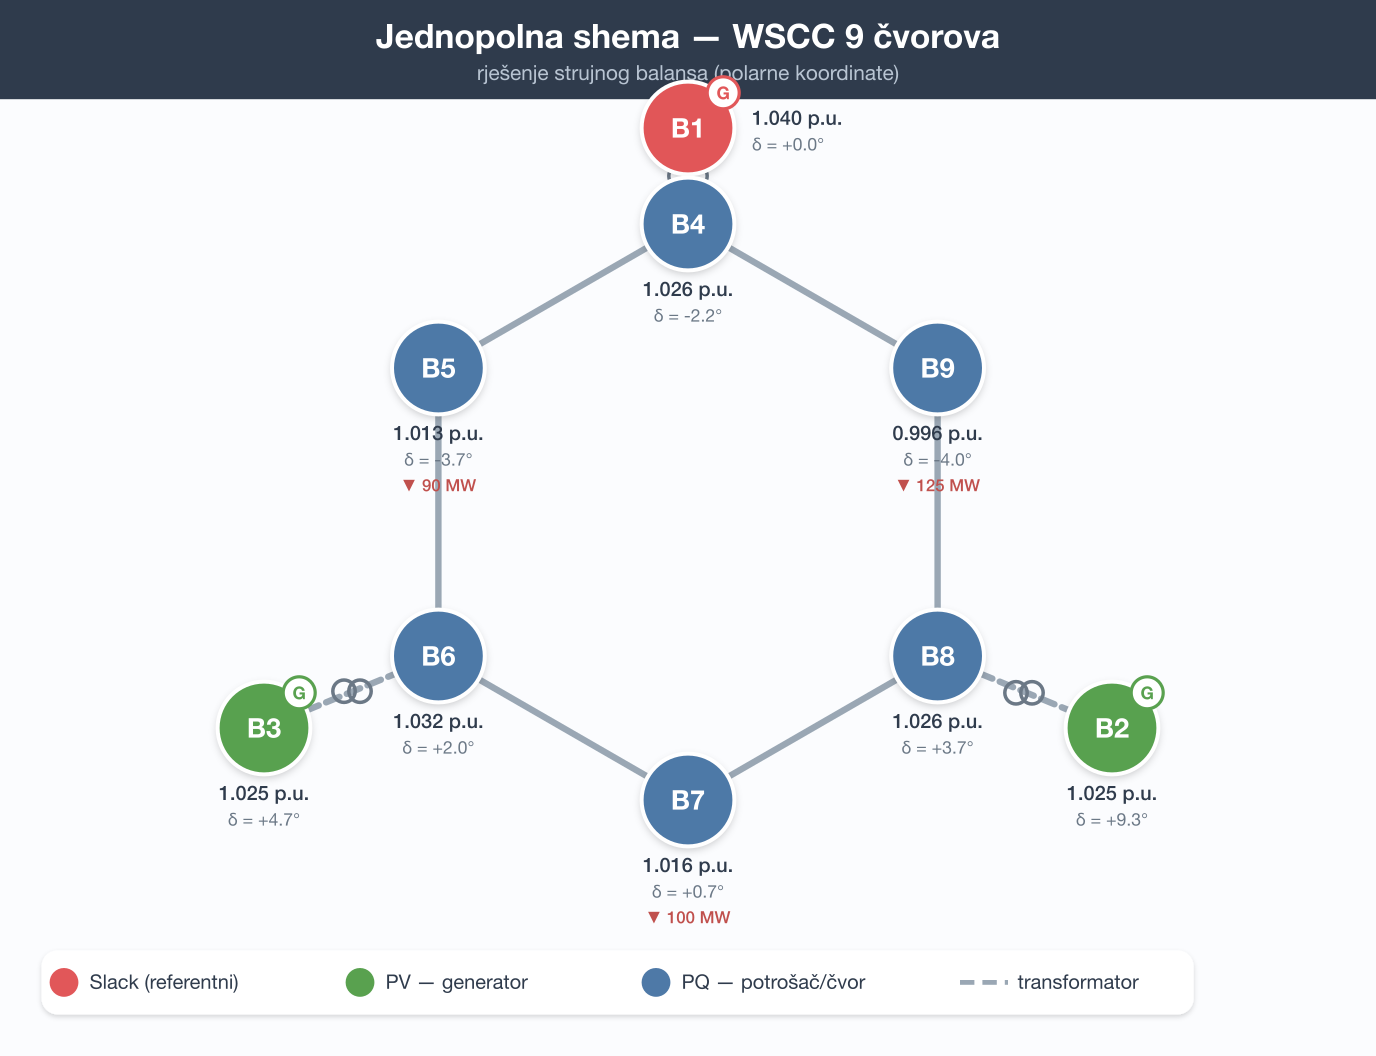 Jednopolna shema — WSCC 9 čvorova
rješenje strujnog balansa (polarne koordinate)
G
B1
1.040 p.u.
δ = +0.0°
B4
1.026 p.u.
δ = -2.2°
B5
1.013 p.u.
δ = -3.7°
▼ 90 MW
B9
0.996 p.u.
δ = -4.0°
▼ 125 MW
B6
1.032 p.u.
δ = +2.0°
B8
1.026 p.u.
δ = +3.7°
G
B3
1.025 p.u.
δ = +4.7°
G
B2
1.025 p.u.
δ = +9.3°
B7
1.016 p.u.
δ = +0.7°
▼ 100 MW
Slack (referentni)
PV — generator
PQ — potrošač/čvor
transformator